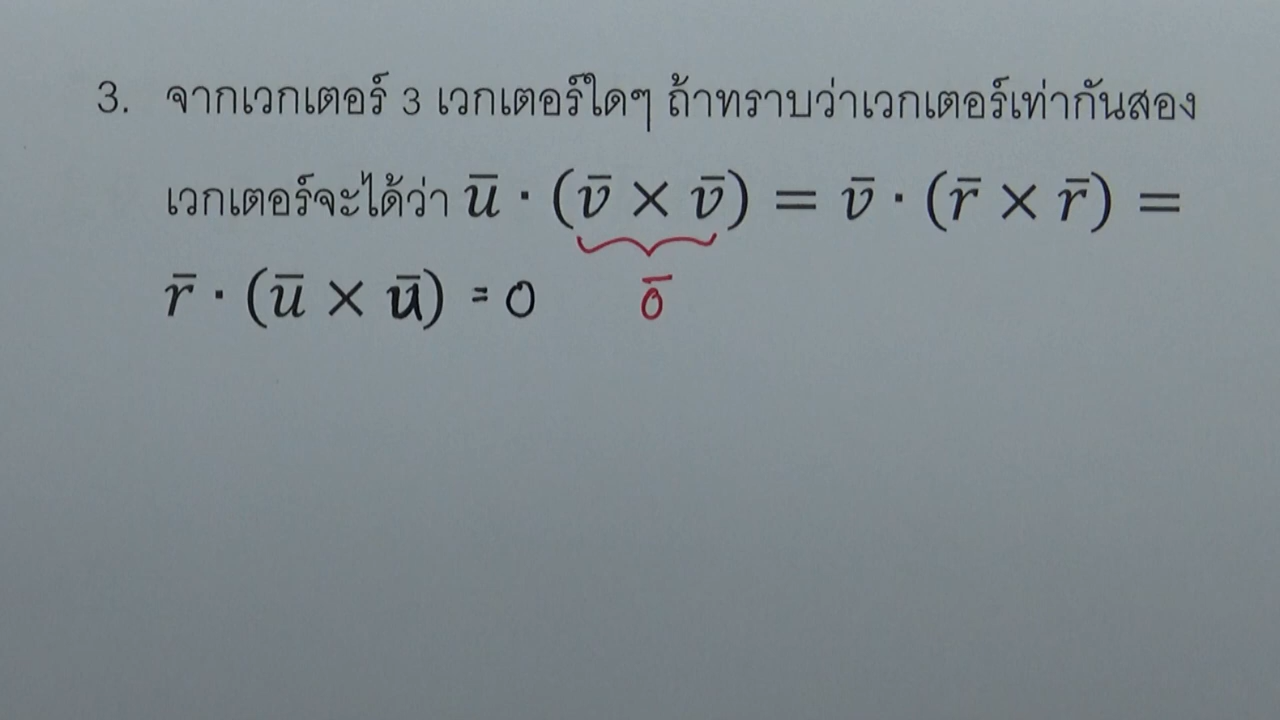 3. จากเวกเตอร์ 3 เวกเตอร์ใดๆ ถ้าทราบว่าเวกเตอร์เท่ากันสอง
เวกเตอร์จะได้ว่า ū · (v̄ × v̄) = v̄ · (r̄ × r̄) =
r̄ · (ū × ū) = 0
0̄